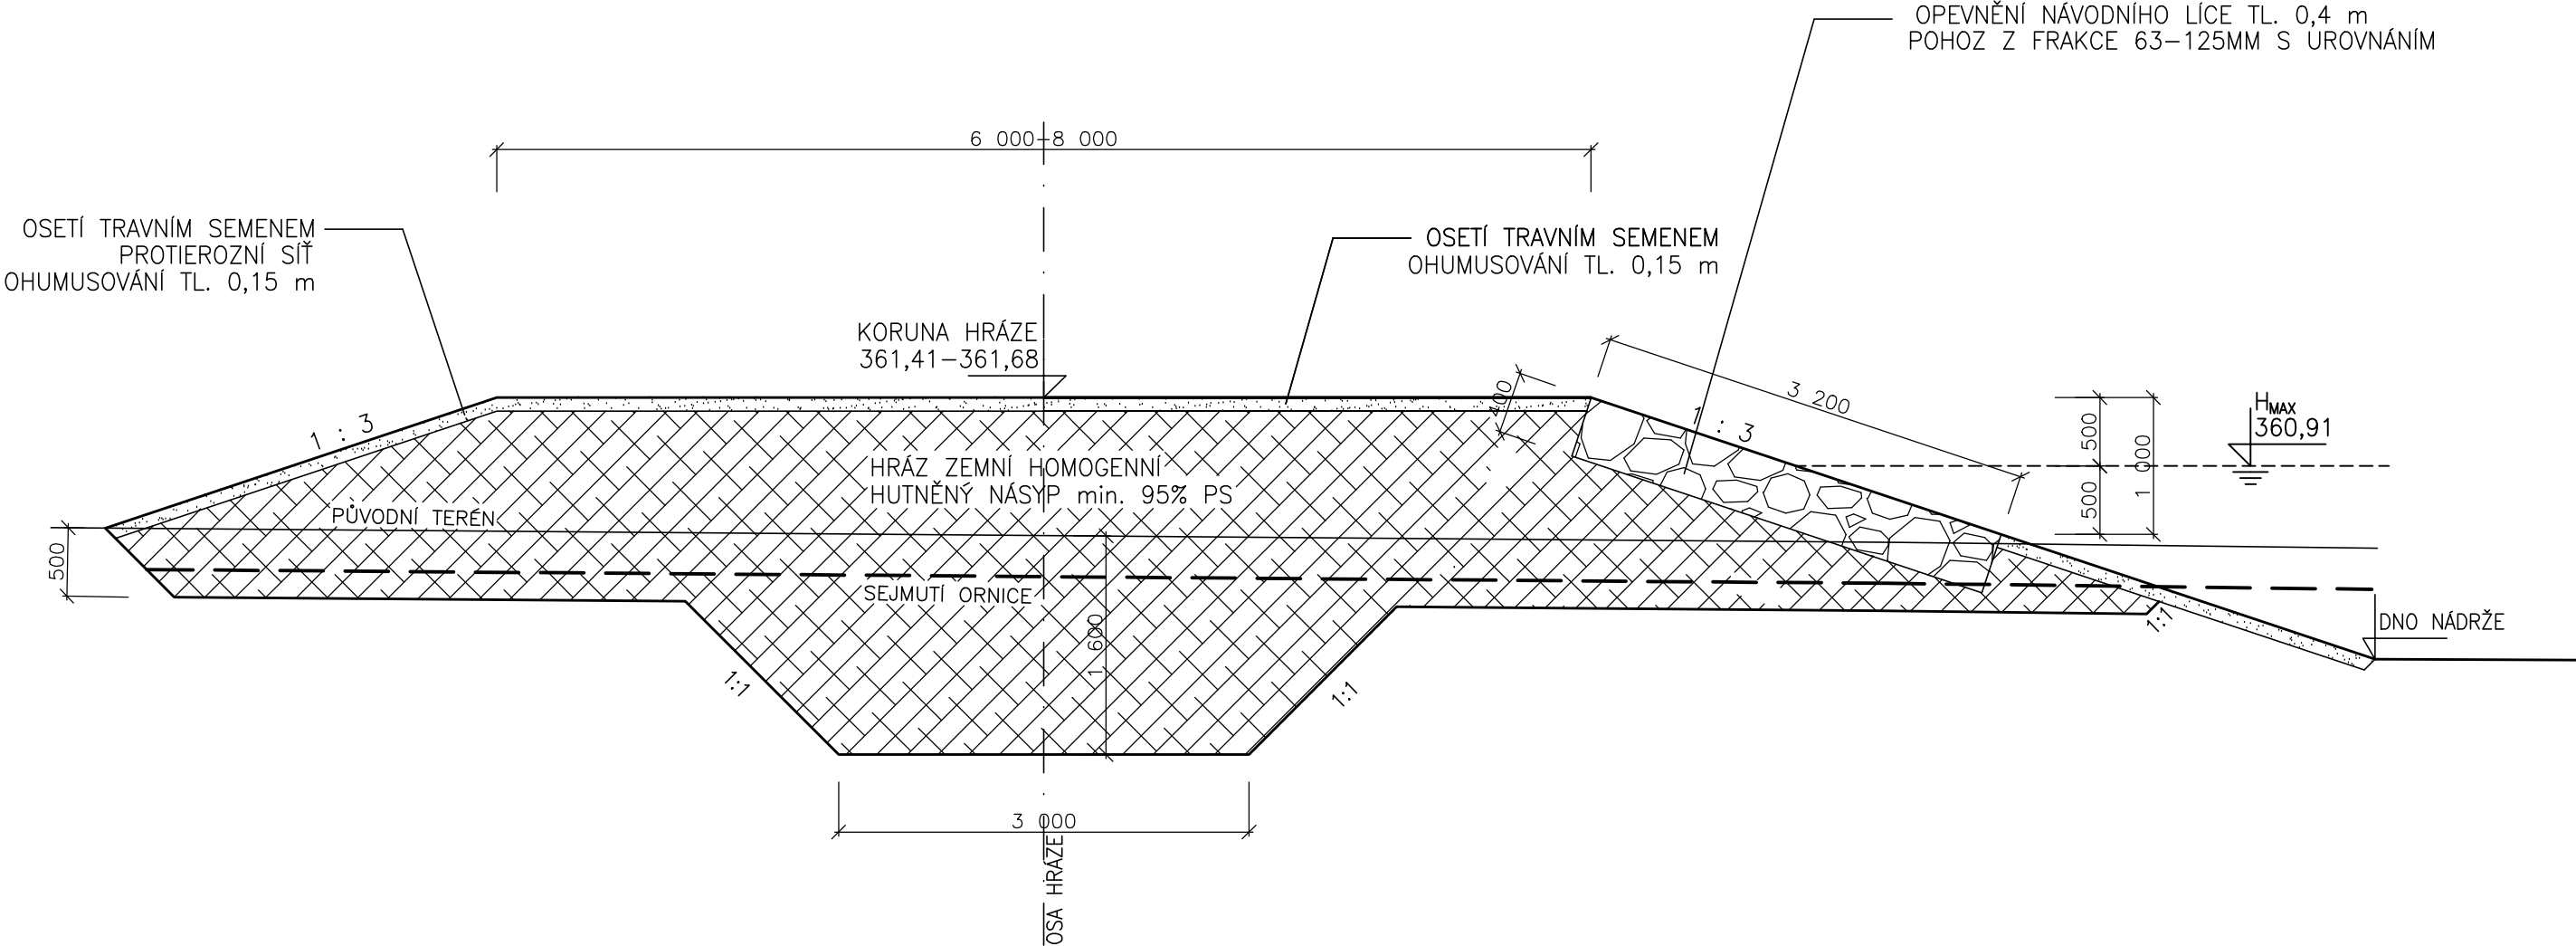 OPEVNĚNÍ NÁVODNÍHO LÍCE TL. 0,4 m
POHOZ Z FRAKCE 63-125MM S UROVNÁNÍM
6 000-8 000
OSETÍ TRAVNÍM SEMENEM
PROTIEROZNÍ SÍŤ
OHUMUSOVÁNÍ TL. 0,15 m
OSETÍ TRAVNÍM SEMENEM
OHUMUSOVÁNÍ TL. 0,15 m
KORUNA HRÁZE
361,41-361,68
400
3 200
1 : 3
1 : 3
HMAX
360,91
500
500
1 000
HRÁZ ZEMNÍ HOMOGENNÍ
HUTNĚNÝ NÁSYP min. 95% PS
PŮVODNÍ TERÉN
500
SEJMUTÍ ORNICE
1 600
1:1
1:1
1:1
DNO NÁDRŽE
3 000
OSA HRÁZE